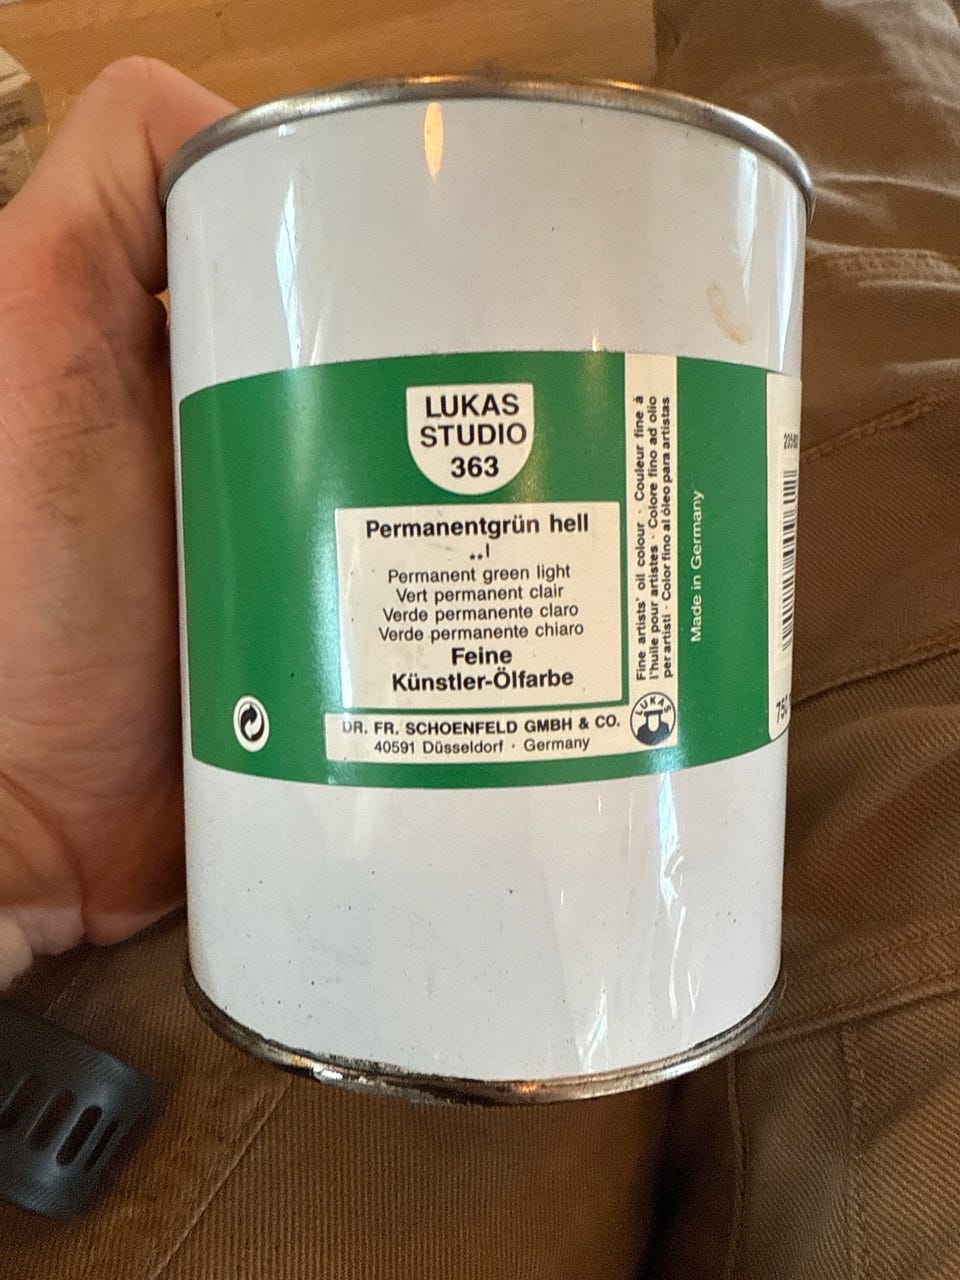 LUKAS
STUDIO
363
Permanentgrün hell
**I
Permanent green light
Vert permanent clair
Verde permanente claro
Verde permanente chiaro
Feine
Künstler-Ölfarbe
DR. FR. SCHOENFELD GMBH & CO.
40591 Düsseldorf · Germany
Fine artists' oil colour · Couleur fine à
l'huile pour artistes · Colore fino ad olio
per artisti · Color fino al óleo para artistas
LUKAS
Made in Germany